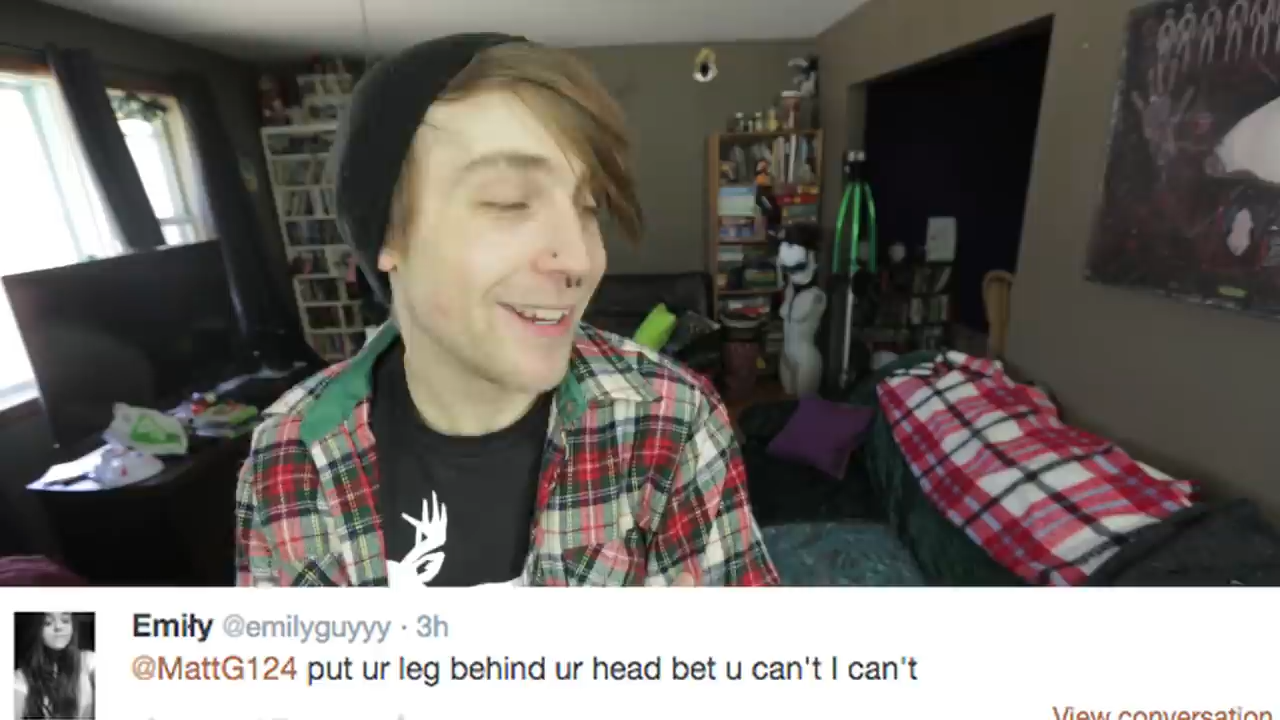 Emiły @emilyguyyy · 3h
@MattG124 put ur leg behind ur head bet u can't I can't
View conversation